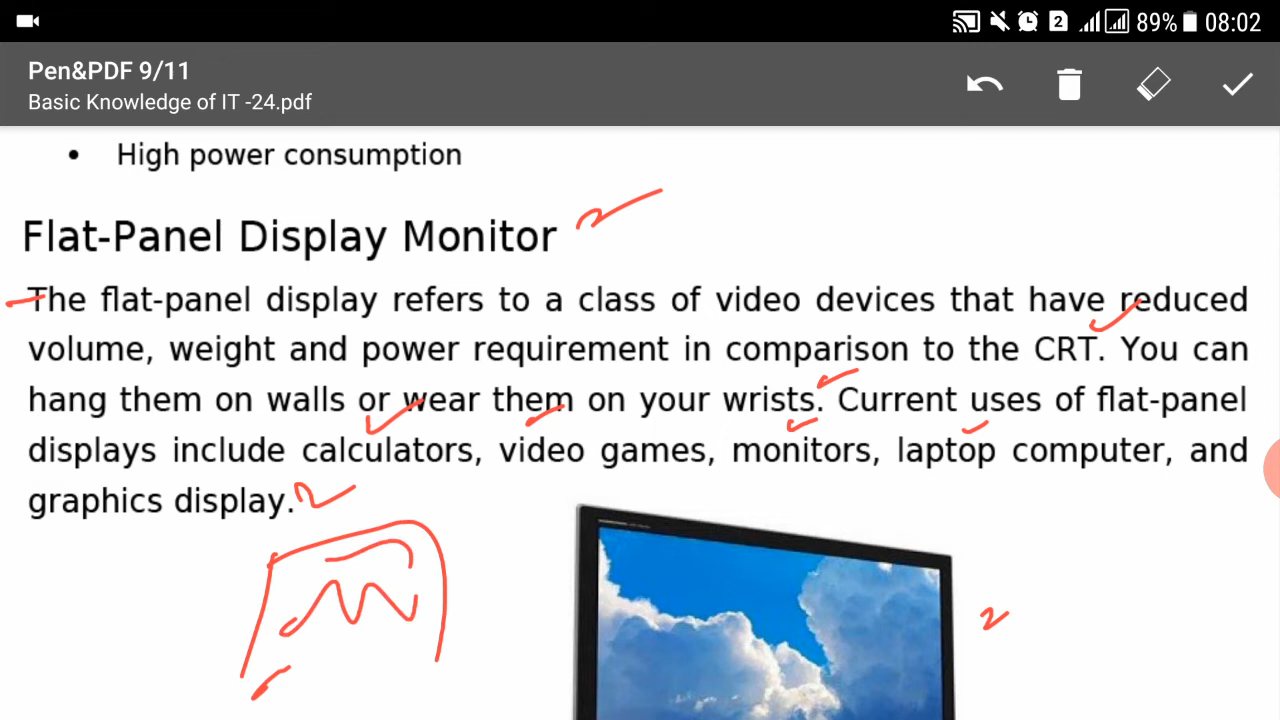 2 89% 08:02
Pen&PDF 9/11
Basic Knowledge of IT -24.pdf
• High power consumption
Flat-Panel Display Monitor
The flat-panel display refers to a class of video devices that have reduced
volume, weight and power requirement in comparison to the CRT. You can
hang them on walls or wear them on your wrists. Current uses of flat-panel
displays include calculators, video games, monitors, laptop computer, and
graphics display.